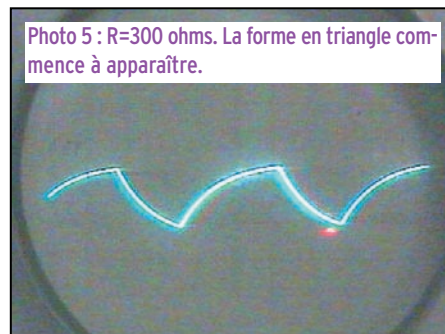 Photo 5 : R=300 ohms. La forme en triangle com-
mence à apparaître.